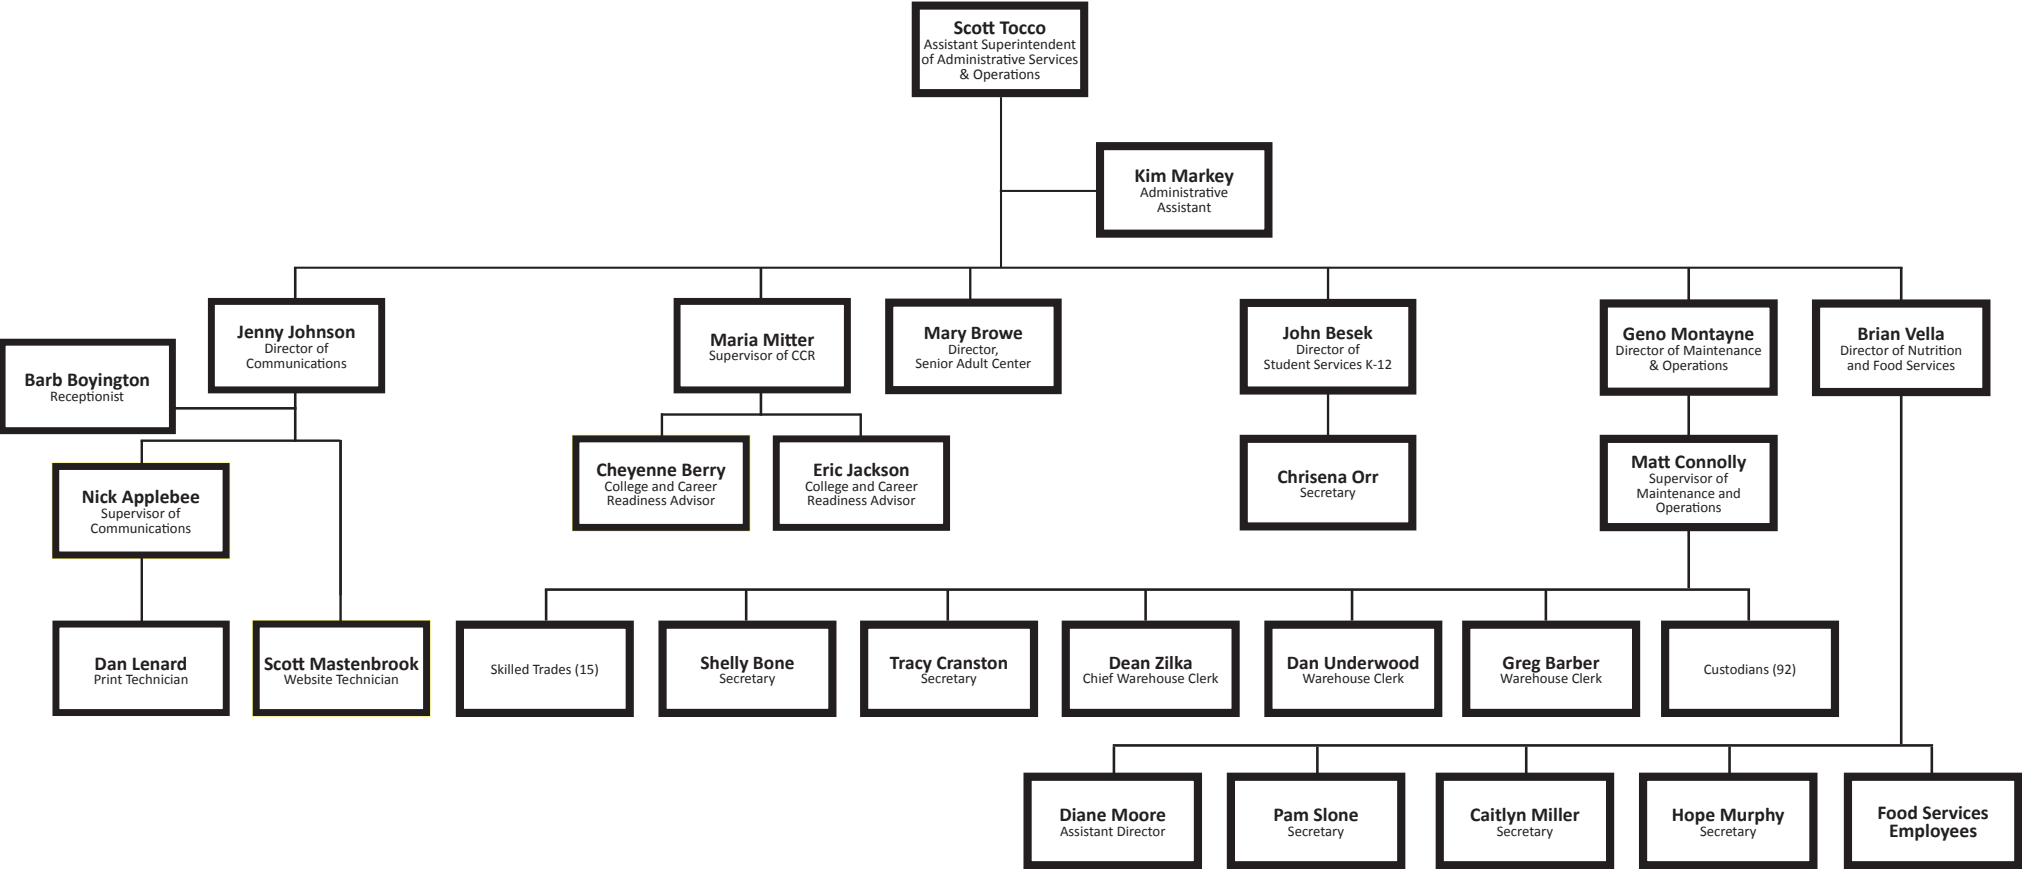 Scott Tocco
Assistant Superintendent
of Administrative Services
& Operations
Kim Markey
Administrative
Assistant
Jenny Johnson
Director of
Communications
Barb Boyington
Receptionist
Maria Mitter
Supervisor of CCR
Mary Browe
Director,
Senior Adult Center
John Besek
Director of
Student Services K-12
Geno Montayne
Director of Maintenance
& Operations
Brian Vella
Director of Nutrition
and Food Services
Nick Applebee
Supervisor of
Communications
Cheyenne Berry
College and Career
Readiness Advisor
Eric Jackson
College and Career
Readiness Advisor
Chrisena Orr
Secretary
Matt Connolly
Supervisor of
Maintenance and
Operations
Dan Lenard
Print Technician
Scott Mastenbrook
Website Technician
Skilled Trades (15)
Shelly Bone
Secretary
Tracy Cranston
Secretary
Dean Zilka
Chief Warehouse Clerk
Dan Underwood
Warehouse Clerk
Greg Barber
Warehouse Clerk
Custodians (92)
Diane Moore
Assistant Director
Pam Slone
Secretary
Caitlyn Miller
Secretary
Hope Murphy
Secretary
Food Services
Employees